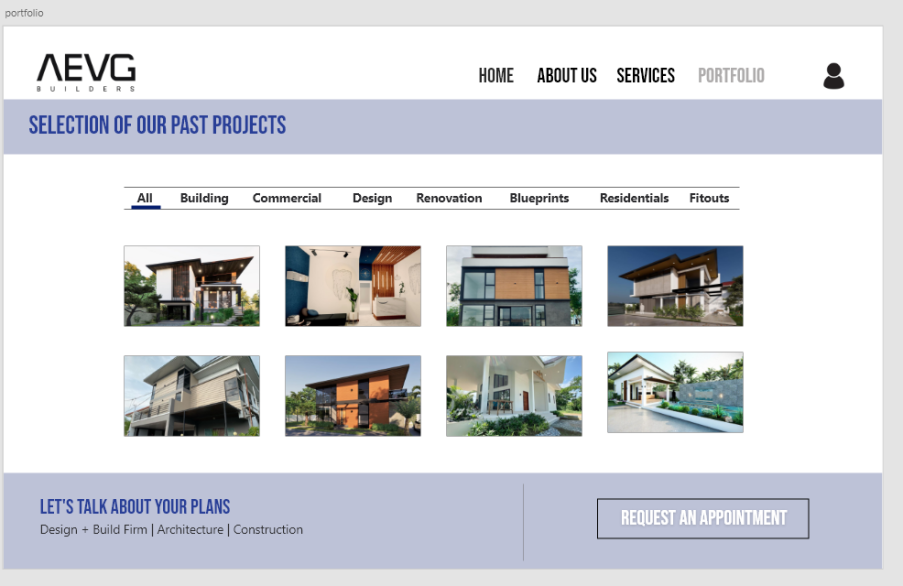 portfolio
AEVG
BUILDERS
HOME ABOUT US SERVICES PORTFOLIO
SELECTION OF OUR PAST PROJECTS
All Building Commercial Design Renovation Blueprints Residentials Fitouts
LET'S TALK ABOUT YOUR PLANS
Design + Build Firm | Architecture | Construction
REQUEST AN APPOINTMENT